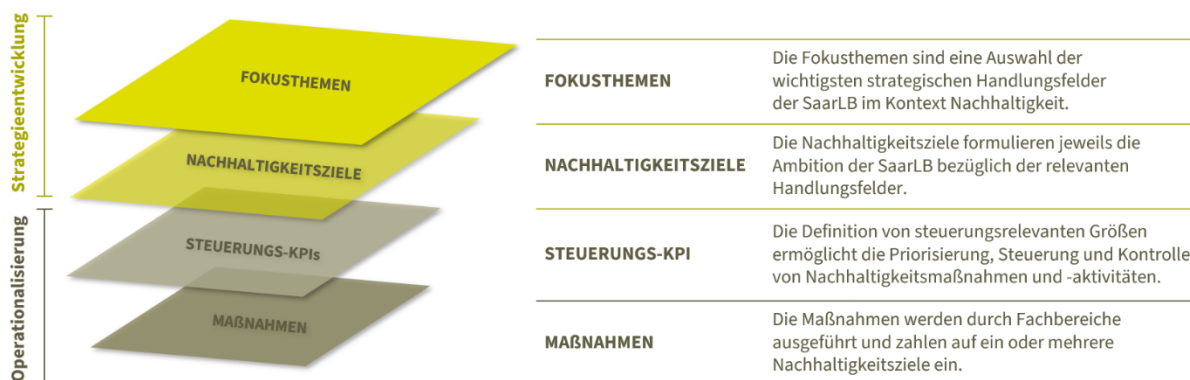 Strategieentwicklung
Operationalisierung
FOKUSTHEMEN
NACHHALTIGKEITSZIELE
STEUERUNGS-KPIs
MAßNAHMEN
FOKUSTHEMEN
Die Fokusthemen sind eine Auswahl der
wichtigsten strategischen Handlungsfelder
der SaarLB im Kontext Nachhaltigkeit.
NACHHALTIGKEITSZIELE
Die Nachhaltigkeitsziele formulieren jeweils die
Ambition der SaarLB bezüglich der relevanten
Handlungsfelder.
STEUERUNGS-KPI
Die Definition von steuerungsrelevanten Größen
ermöglicht die Priorisierung, Steuerung und Kontrolle
von Nachhaltigkeitsmaßnahmen und -aktivitäten.
MAßNAHMEN
Die Maßnahmen werden durch Fachbereiche
ausgeführt und zahlen auf ein oder mehrere
Nachhaltigkeitsziele ein.